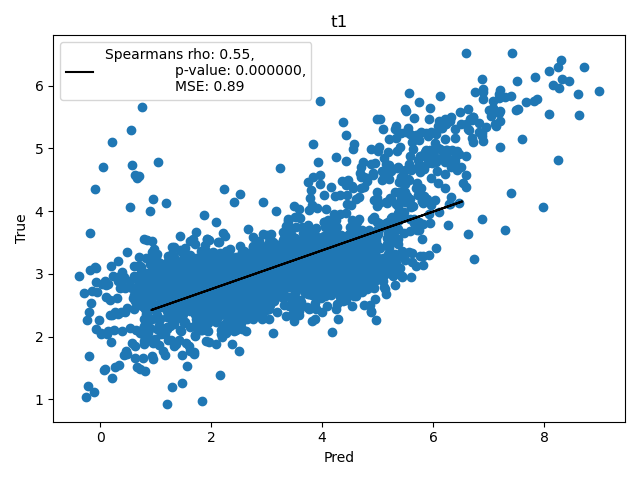 t1
Spearmans rho: 0.55,
p-value: 0.000000,
MSE: 0.89
True
6
5
4
3
2
1
0 2 4 6 8
Pred